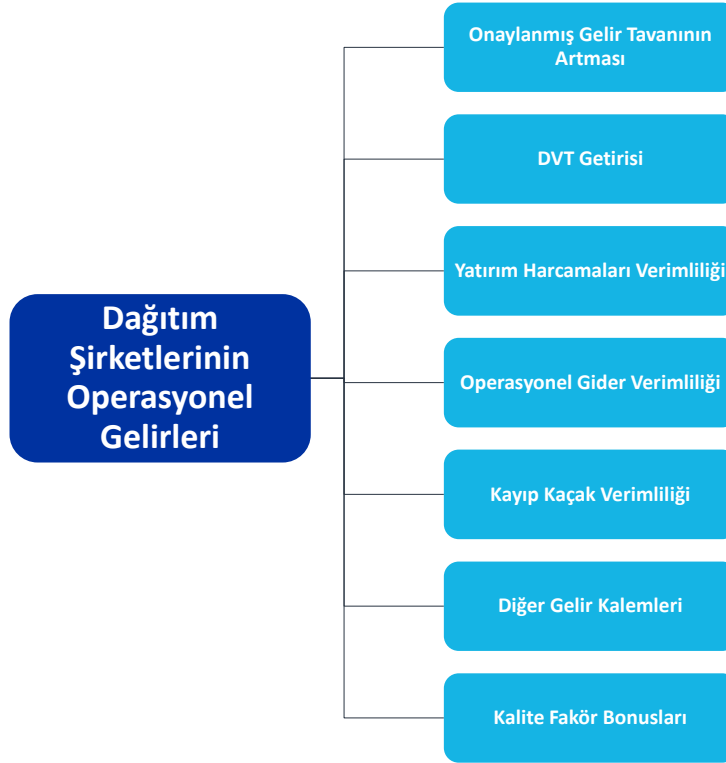 Onaylanmış Gelir Tavanının
Artması
DVT Getirisi
Yatırım Harcamaları Verimliliği
Dağıtım
Şirketlerinin
Operasyonel
Gelirleri
Operasyonel Gider Verimliliği
Kayıp Kaçak Verimliliği
Diğer Gelir Kalemleri
Kalite Fakör Bonusları